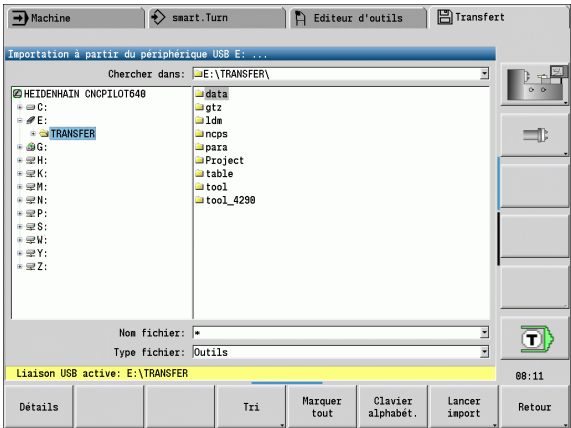 Machine
smart.Turn
Editeur d'outils
Transfert
Importation à partir du périphérique USB E: ...
Chercher dans: E:\TRANSFER\
HEIDENHAIN CNCPILOT640
C:
E:
TRANSFER
G:
H:
K:
M:
N:
P:
S:
W:
Y:
Z:
data
gtz
ldm
ncps
para
Project
table
tool
tool_4290
Nom fichier: *
Type fichier: Outils
Liaison USB active: E:\TRANSFER
T
08:11
Détails
Tri
Marquer tout
Clavier alphabét.
Lancer import
Retour